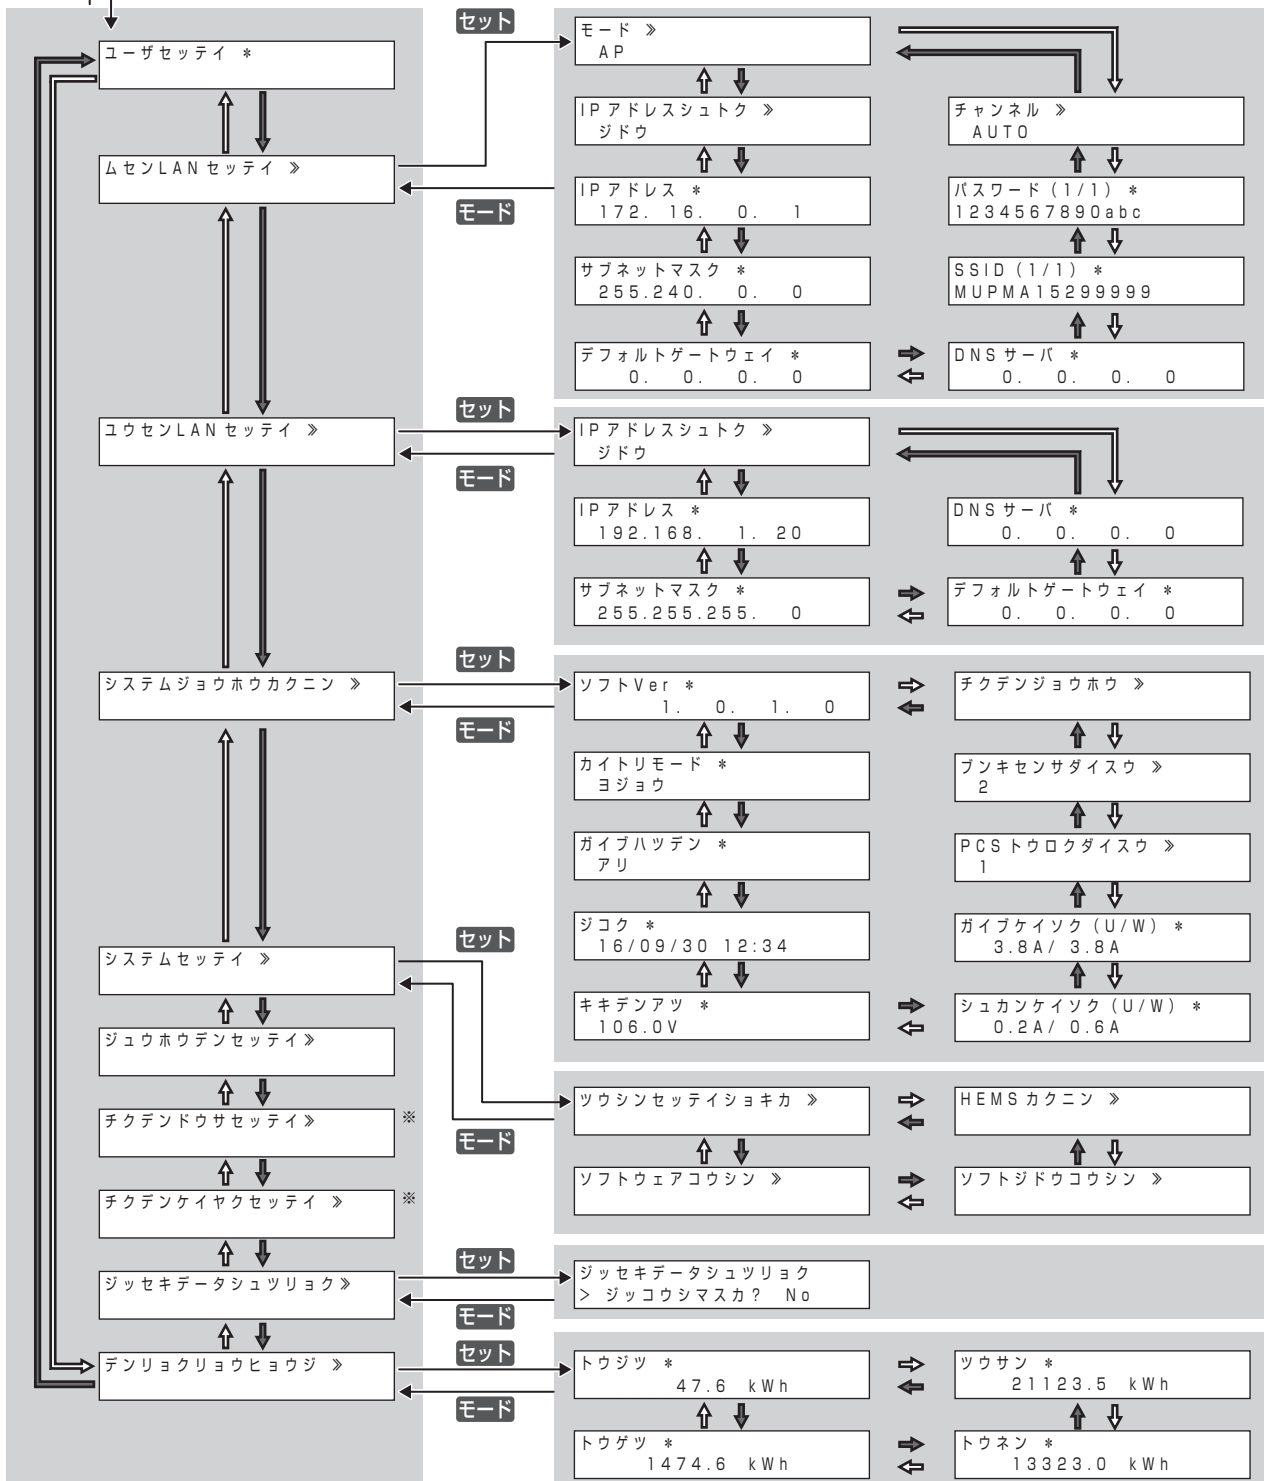 ユーザセッテイ *
ムセンLANセッテイ 》
ユウセンLANセッテイ 》
システムジョウホウカクニン 》
システムセッテイ 》
ジュウホウデンセッテイ》
チクデンドウサセッテイ》
※
チクデンケイヤクセッテイ 》
※
ジッセキデータシュツリョク》
デンリョクリョウヒョウジ 》
セット
モード
モード 》
AP
IPアドレスシュトク 》
ジドウ
IPアドレス *
172. 16. 0. 1
サブネットマスク *
255.240. 0. 0
デフォルトゲートウェイ *
0. 0. 0. 0
チャンネル 》
AUTO
パスワード(1/1) *
1234567890abc
SSID(1/1) *
MUPMA15299999
DNSサーバ *
0. 0. 0. 0
セット
モード
IPアドレスシュトク 》
ジドウ
IPアドレス *
192.168. 1. 20
サブネットマスク *
255.255.255. 0
DNSサーバ *
0. 0. 0. 0
デフォルトゲートウェイ *
0. 0. 0. 0
セット
モード
ソフトVer *
1. 0. 1. 0
カイトリモード *
ヨジョウ
ガイブハツデン *
アリ
ジコク *
16/09/30 12:34
キキデンアツ *
106.0V
チクデンジョウホウ 》
ブンキセンサダイスウ 》
2
PCSトウロクダイスウ 》
1
ガイブケイソク(U/W) *
3.8A/ 3.8A
シュカンケイソク(U/W) *
0.2A/ 0.6A
セット
モード
ツウシンセッテイショキカ 》
ソフトウェアコウシン 》
HEMSカクニン 》
ソフトジドウコウシン 》
セット
モード
ジッセキデータシュツリョク
> ジッコウシマスカ? No
セット
モード
トウジツ *
47.6 kWh
トウゲツ *
1474.6 kWh
ツウサン *
21123.5 kWh
トウネン *
13323.0 kWh